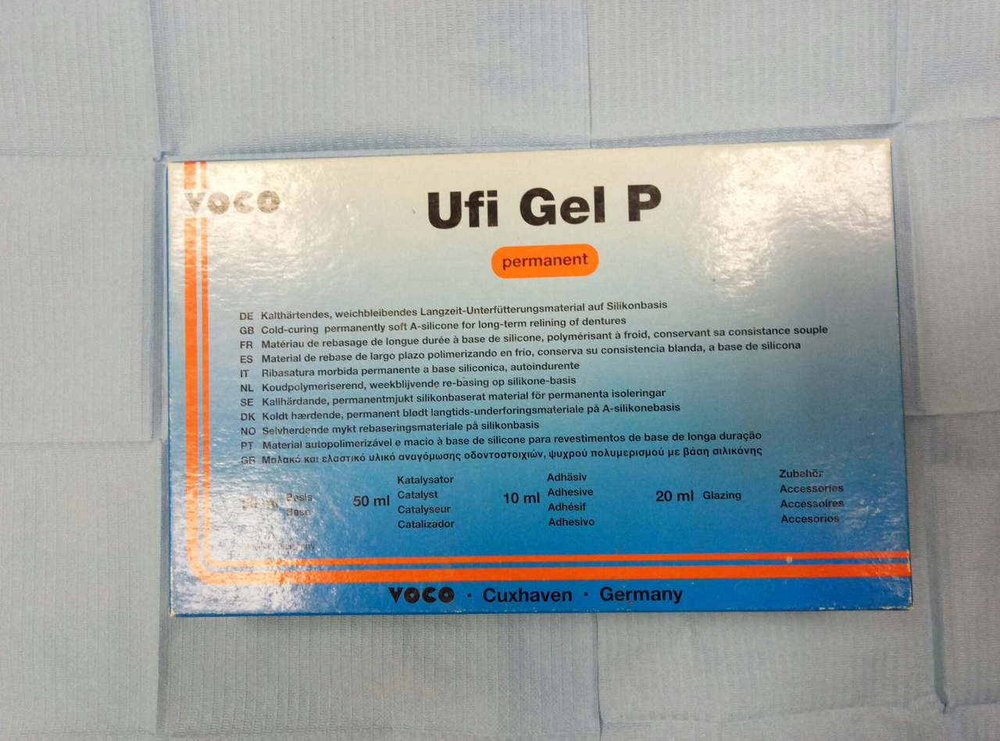 VOCO
Ufi Gel P
permanent
DE Kalthärtendes, weichbleibendes Langzeit-Unterfütterungsmaterial auf Silikonbasis
GB Cold-curing permanently soft A-silicone for long-term relining of dentures
FR Matériau de rebasage de longue durée à base de silicone, polymérisant à froid, conservant sa consistance souple
ES Material de rebase de largo plazo polimerizando en frío, conserva su consistencia blanda, a base de silicona
IT Ribasatura morbida permanente a base siliconica, autoindurente
NL Koudpolymeriserend, weekblijvende re-basing op silikone-basis
SE Kallhärdande, permanentmjukt silikonbaserat material för permanenta isoleringar
DK Koldt hærdende, permanent blødt langtids-underforingsmateriale på A-silikonebasis
NO Selvherdende mykt rebaseringsmateriale på silikonbasis
PT Material autopolimerizável e macio à base de silicone para revestimentos de base de longa duração
GR Μαλακό και ελαστικό υλικό αναγόμωσης οδοντοστοιχιών, ψυχρού πολυμερισμού με βάση σιλικόνης
ml Basis
Base
50 ml Katalysator
Catalyst
Catalyseur
Catalizador
10 ml Adhäsiv
Adhesive
Adhésif
Adhesivo
20 ml Glazing
Zubehör
Accessories
Accessoires
Accesorios
Germany
VOCO · Cuxhaven · Germany